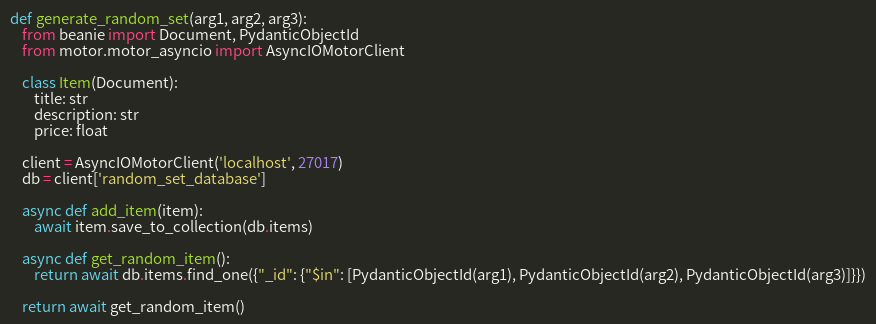 def generate_random_set(arg1, arg2, arg3):
    from beanie import Document, PydanticObjectId
    from motor.motor_asyncio import AsyncIOMotorClient

    class Item(Document):
        title: str
        description: str
        price: float

    client = AsyncIOMotorClient('localhost', 27017)
    db = client['random_set_database']

    async def add_item(item):
        await item.save_to_collection(db.items)

    async def get_random_item():
        return await db.items.find_one({"_id": {"$in": [PydanticObjectId(arg1), PydanticObjectId(arg2), PydanticObjectId(arg3)]}})

    return await get_random_item()